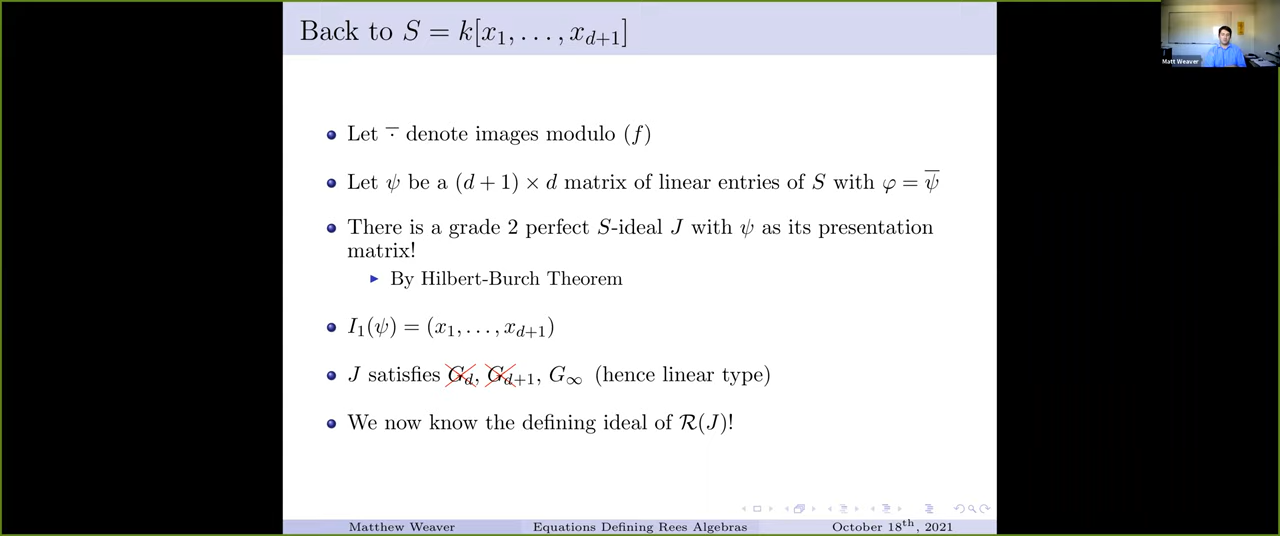 Back to S = k[x₁, . . . , x_{d+1}]
Matt Weaver
Let ⁻· denote images modulo (f)
Let ψ be a (d + 1) × d matrix of linear entries of S with φ = ψ̅
There is a grade 2 perfect S-ideal J with ψ as its presentation
matrix!
By Hilbert-Burch Theorem
I₁(ψ) = (x₁, . . . , x_{d+1})
J satisfies G_d, G_{d+1}, G_∞ (hence linear type)
We now know the defining ideal of R(J)!
Matthew Weaver Equations Defining Rees Algebras October 18th, 2021